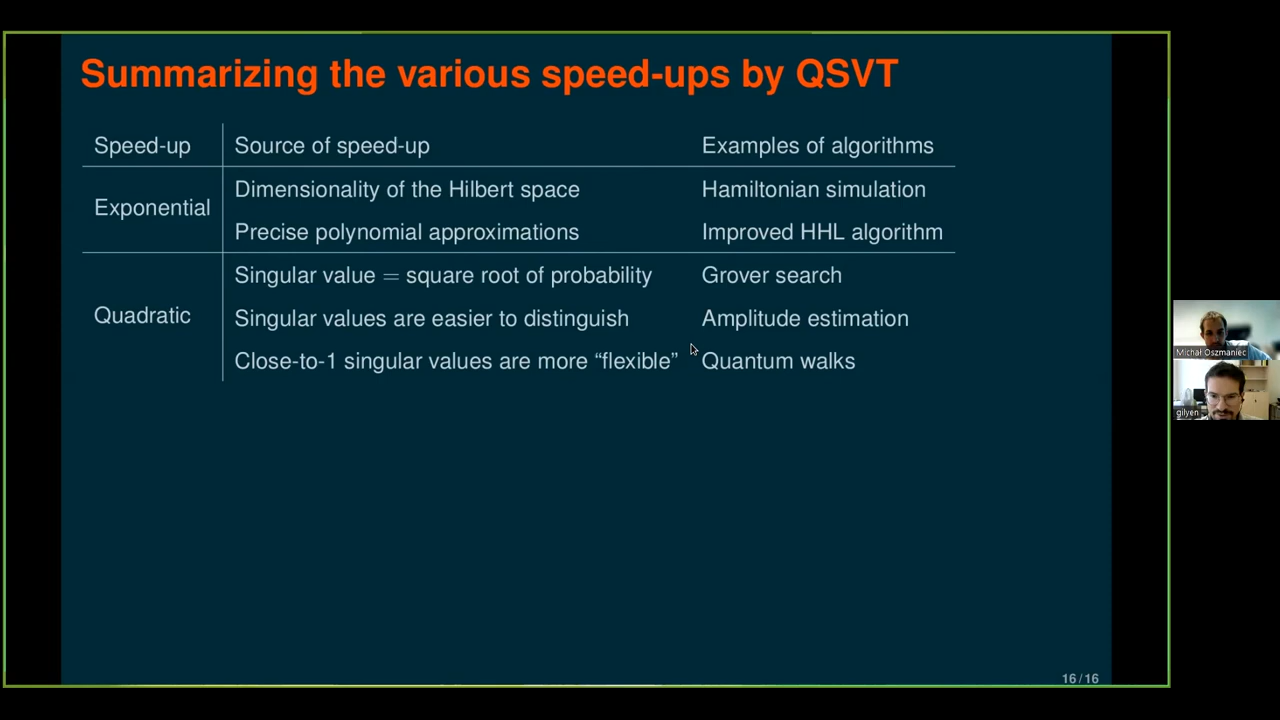 Summarizing the various speed-ups by QSVT
Speed-up Source of speed-up Examples of algorithms
Exponential
Dimensionality of the Hilbert space Hamiltonian simulation
Precise polynomial approximations Improved HHL algorithm
Quadratic
Singular value = square root of probability Grover search
Singular values are easier to distinguish Amplitude estimation
Close-to-1 singular values are more “flexible” Quantum walks
16 / 16
Michał Oszmaniec
gilyen